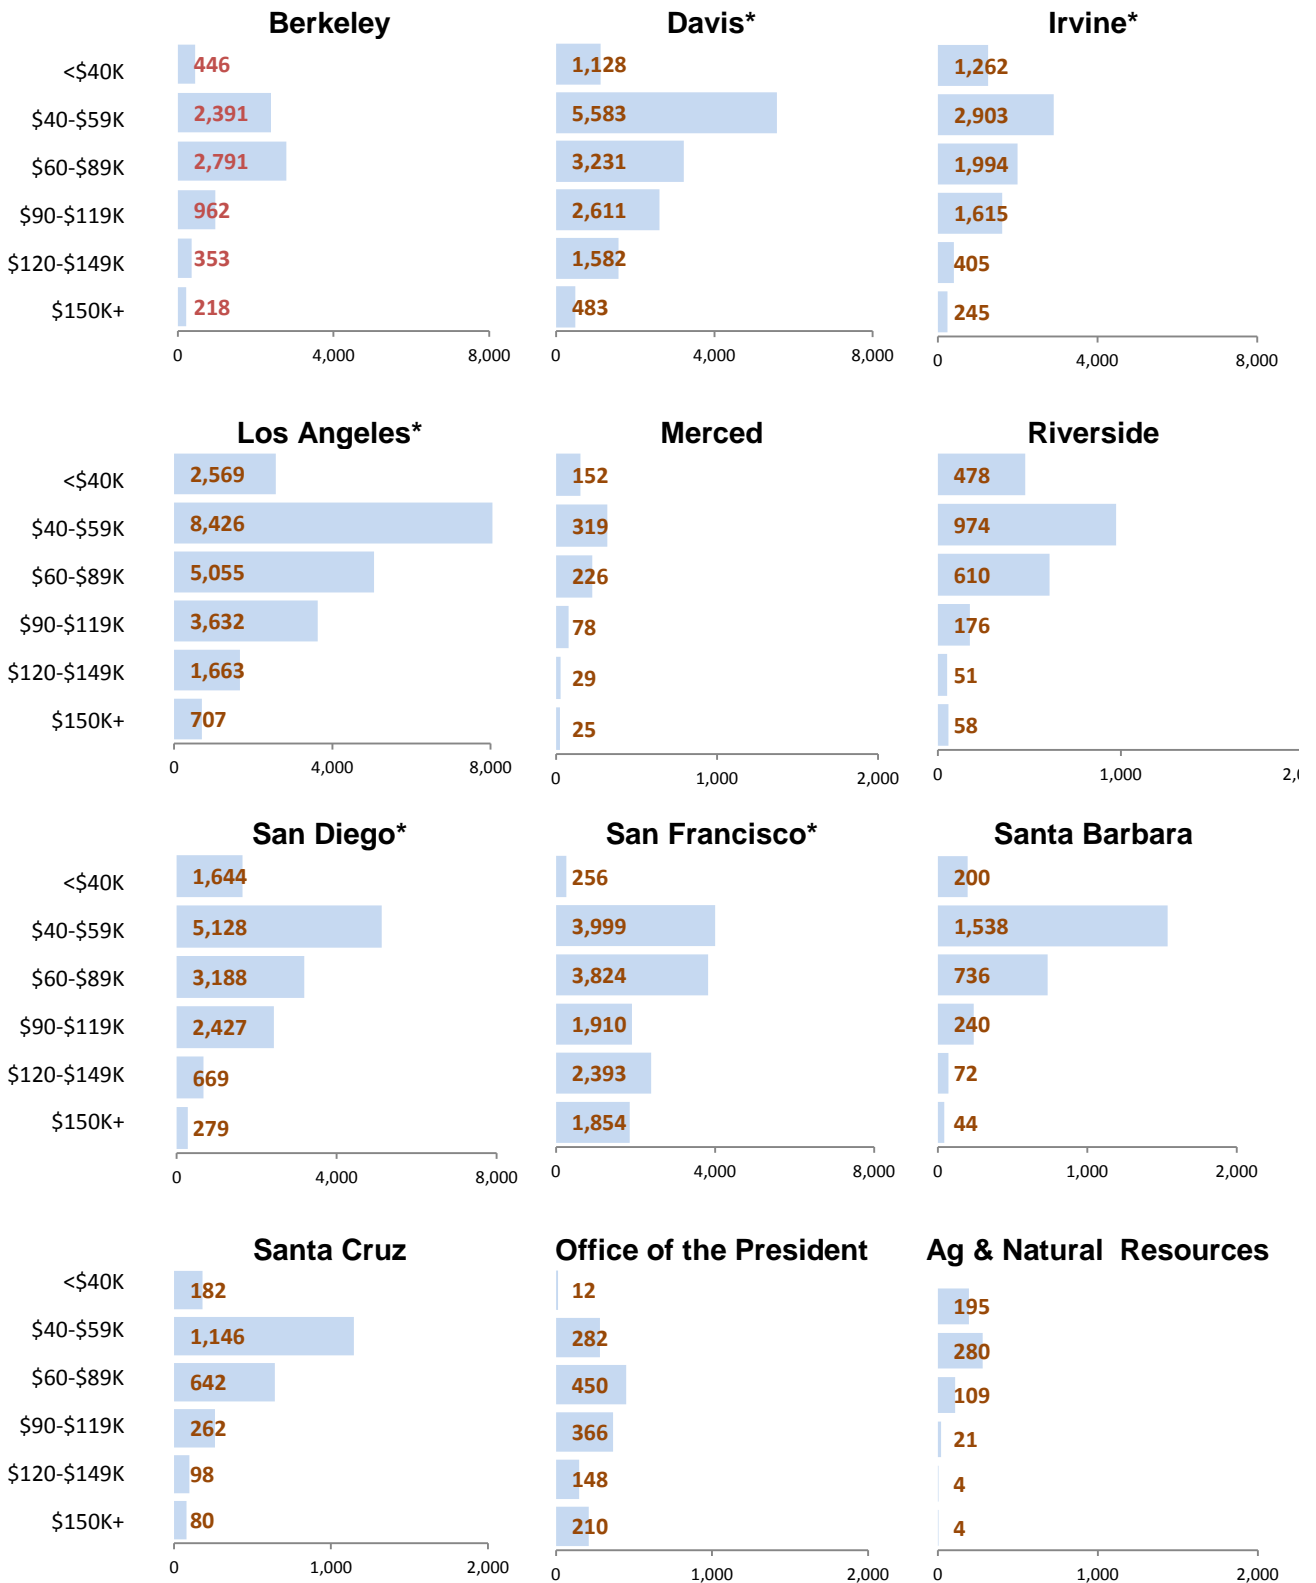 Berkeley Davis* Irvine*
<$40K 446 1,128 1,262
$40-$59K 2,391 5,583 2,903
$60-$89K 2,791 3,231 1,994
$90-$119K 962 2,611 1,615
$120-$149K 353 1,582 405
$150K+ 218 483 245
0 4,000 8,000 0 4,000 8,000 0 4,000 8,000
Los Angeles* Merced Riverside
<$40K 2,569 152 478
$40-$59K 8,426 319 974
$60-$89K 5,055 226 610
$90-$119K 3,632 78 176
$120-$149K 1,663 29 51
$150K+ 707 25 58
0 4,000 8,000 0 1,000 2,000 0 1,000
San Diego* San Francisco* Santa Barbara
<$40K 1,644 256 200
$40-$59K 5,128 3,999 1,538
$60-$89K 3,188 3,824 736
$90-$119K 2,427 1,910 240
$120-$149K 669 2,393 72
$150K+ 279 1,854 44
0 4,000 8,000 0 4,000 8,000 0 1,000 2,000
Santa Cruz Office of the President Ag & Natural Resources
<$40K 182 12 195
$40-$59K 1,146 282 280
$60-$89K 642 450 109
$90-$119K 262 366 21
$120-$149K 98 148 4
$150K+ 80 210 4
0 1,000 2,000 0 1,000 2,000 0 1,000 2,000